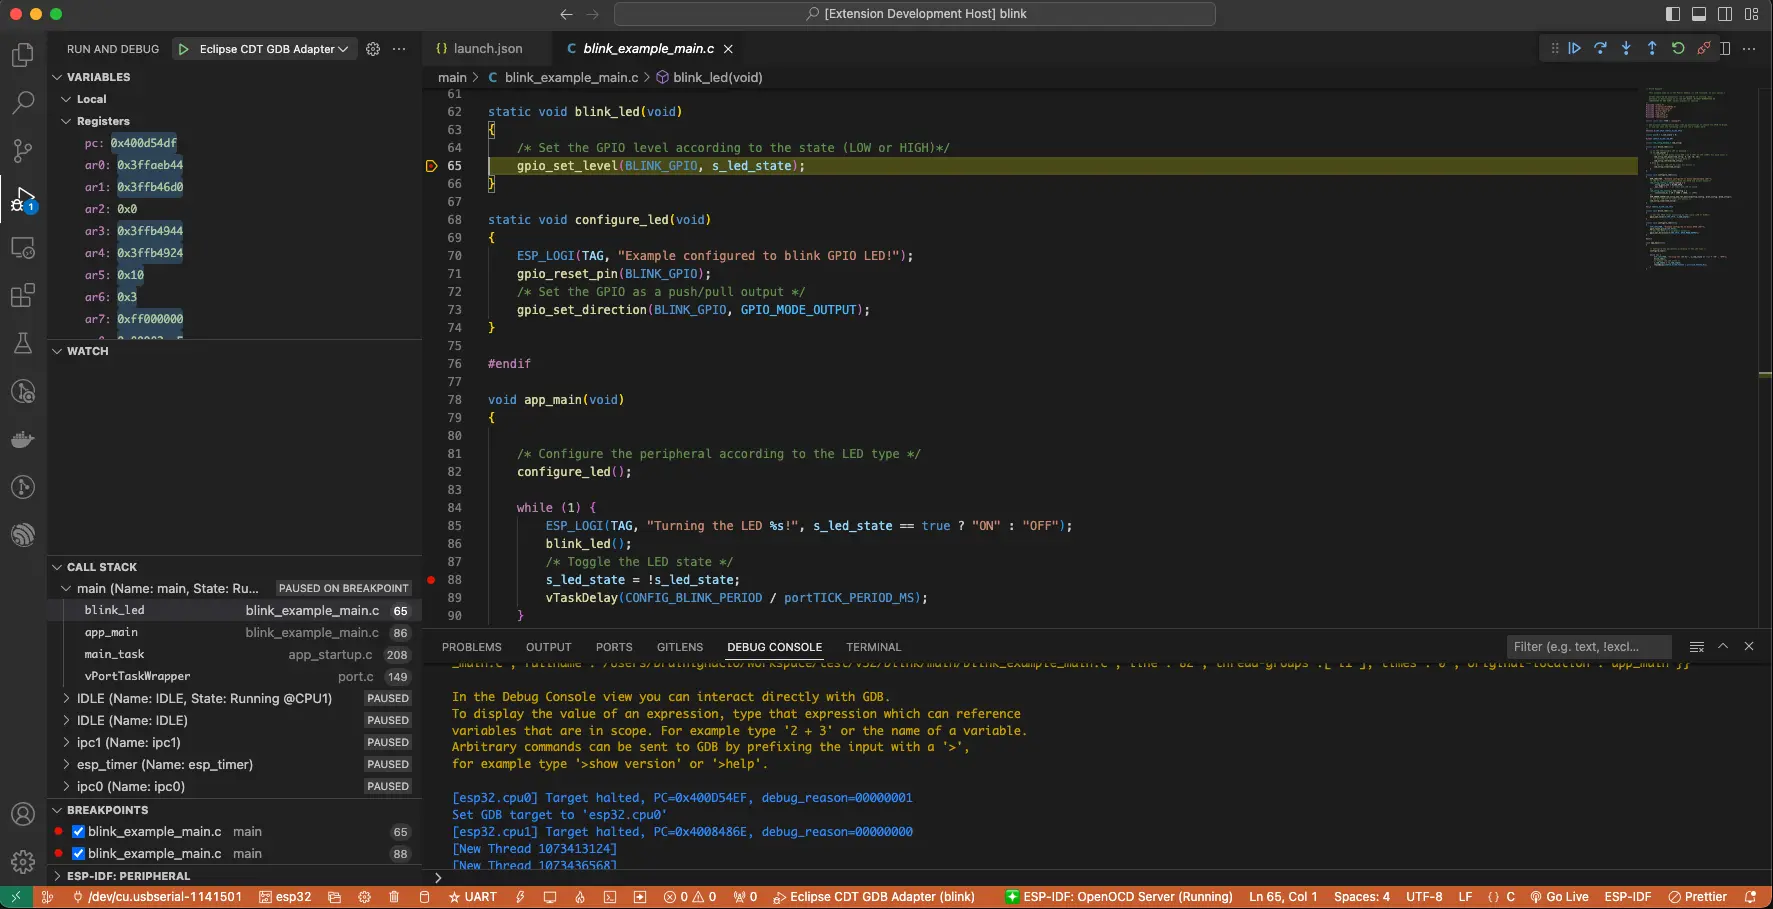 [Extension Development Host] blink
RUN AND DEBUG
Eclipse CDT GDB Adapter
launch.json
C blink_example_main.c
main > C blink_example_main.c > blink_led(void)
VARIABLES
Local
Registers
pc: 0x400d54df
ar0: 0x3ffaeb44
ar1: 0x3ffb46d0
ar2: 0x0
ar3: 0x3ffb4944
ar4: 0x3ffb4924
ar5: 0x10
ar6: 0x3
ar7: 0xff000000
WATCH
CALL STACK
main (Name: main, State: Ru... PAUSED ON BREAKPOINT
blink_led blink_example_main.c 65
app_main blink_example_main.c 86
main_task app_startup.c 208
vPortTaskWrapper port.c 149
IDLE (Name: IDLE, State: Running @CPU1) PAUSED
IDLE (Name: IDLE) PAUSED
ipc1 (Name: ipc1) PAUSED
esp_timer (Name: esp_timer) PAUSED
ipc0 (Name: ipc0) PAUSED
BREAKPOINTS
blink_example_main.c main 65
blink_example_main.c main 88
ESP-IDF: PERIPHERAL
1
61
62 static void blink_led(void)
63 {
64 /* Set the GPIO level according to the state (LOW or HIGH)*/
65 gpio_set_level(BLINK_GPIO, s_led_state);
66 }
67
68 static void configure_led(void)
69 {
70 ESP_LOGI(TAG, "Example configured to blink GPIO LED!");
71 gpio_reset_pin(BLINK_GPIO);
72 /* Set the GPIO as a push/pull output */
73 gpio_set_direction(BLINK_GPIO, GPIO_MODE_OUTPUT);
74 }
75
76 #endif
77
78 void app_main(void)
79 {
80
81 /* Configure the peripheral according to the LED type */
82 configure_led();
83
84 while (1) {
85 ESP_LOGI(TAG, "Turning the LED %s!", s_led_state == true ? "ON" : "OFF");
86 blink_led();
87 /* Toggle the LED state */
88 s_led_state = !s_led_state;
89 vTaskDelay(CONFIG_BLINK_PERIOD / portTICK_PERIOD_MS);
90 }
PROBLEMS OUTPUT PORTS GITLENS DEBUG CONSOLE TERMINAL
Filter (e.g. text, !excl...
In the Debug Console view you can interact directly with GDB.
To display the value of an expression, type that expression which can reference
variables that are in scope. For example type '2 + 3' or the name of a variable.
Arbitrary commands can be sent to GDB by prefixing the input with a '>',
for example type '>show version' or '>help'.
[esp32.cpu0] Target halted, PC=0x400D54EF, debug_reason=00000001
Set GDB target to 'esp32.cpu0'
[esp32.cpu1] Target halted, PC=0x4008486E, debug_reason=00000000
[New Thread 1073413124]
[New Thread 1073436568]
>
/dev/cu.usbserial-1141501 esp32 UART 0 0 0 Eclipse CDT GDB Adapter (blink) ESP-IDF: OpenOCD Server (Running) Ln 65, Col 1 Spaces: 4 UTF-8 LF {} C Go Live ESP-IDF Prettier